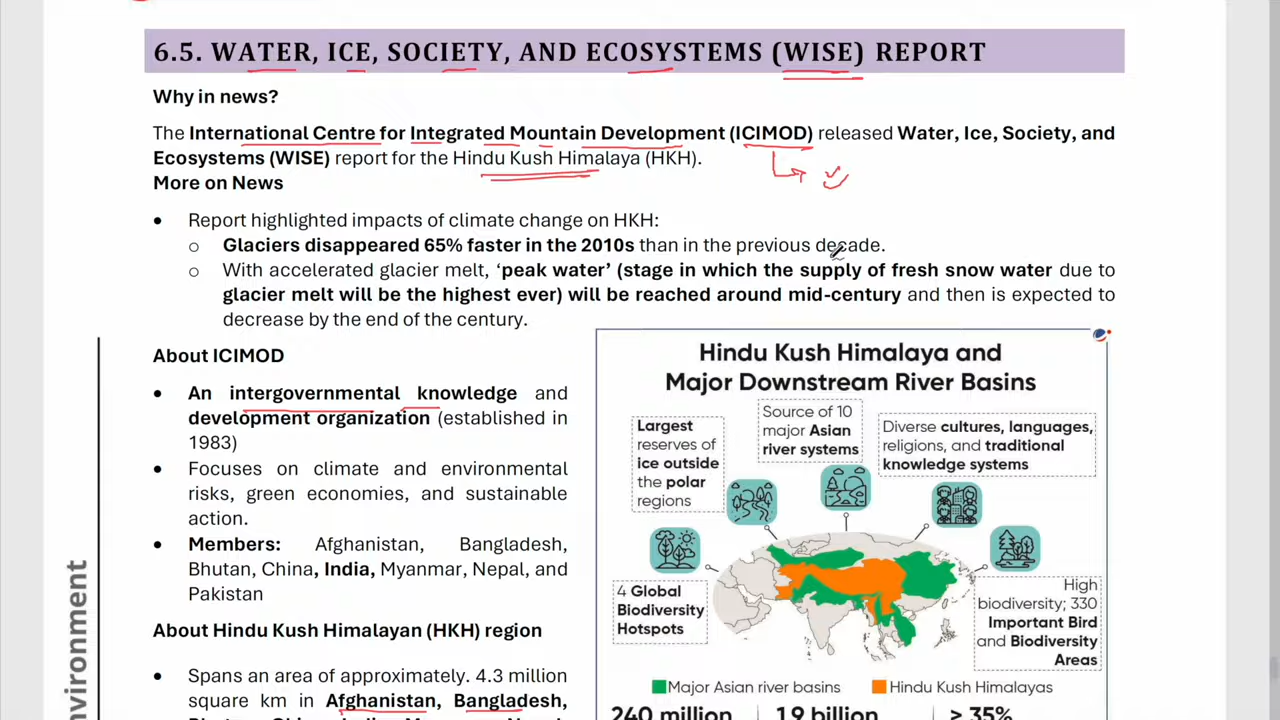 6.5. WATER, ICE, SOCIETY, AND ECOSYSTEMS (WISE) REPORT
Why in news?
The International Centre for Integrated Mountain Development (ICIMOD) released Water, Ice, Society, and
Ecosystems (WISE) report for the Hindu Kush Himalaya (HKH).
More on News
• Report highlighted impacts of climate change on HKH:
o Glaciers disappeared 65% faster in the 2010s than in the previous decade.
o With accelerated glacier melt, ‘peak water’ (stage in which the supply of fresh snow water due to
glacier melt will be the highest ever) will be reached around mid-century and then is expected to
decrease by the end of the century.
About ICIMOD
• An intergovernmental knowledge and
development organization (established in
1983)
• Focuses on climate and environmental
risks, green economies, and sustainable
action.
• Members: Afghanistan, Bangladesh,
Bhutan, China, India, Myanmar, Nepal, and
Pakistan
About Hindu Kush Himalayan (HKH) region
• Spans an area of approximately. 4.3 million
square km in Afghanistan, Bangladesh,
Hindu Kush Himalaya and
Major Downstream River Basins
Largest
reserves of
ice outside
the polar
regions
Source of 10
major Asian
river systems
Diverse cultures, languages,
religions, and traditional
knowledge systems
4 Global
Biodiversity
Hotspots
High
biodiversity; 330
Important Bird
and Biodiversity
Areas
Major Asian river basins
Hindu Kush Himalayas
240 million
1.9 billion
> 35%
nvironment